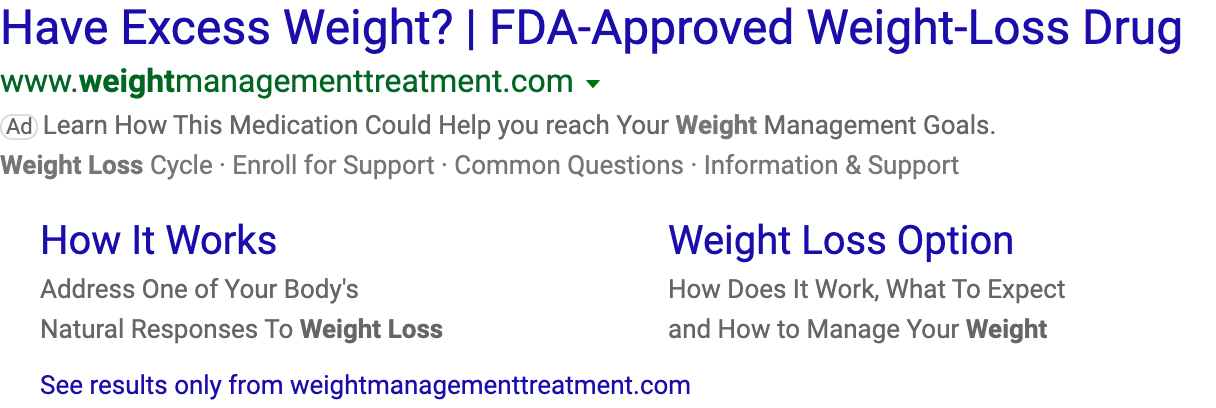 Have Excess Weight? | FDA-Approved Weight-Loss Drug
www.weightmanagementtreatment.com
Ad Learn How This Medication Could Help you reach Your Weight Management Goals.
Weight Loss Cycle · Enroll for Support · Common Questions · Information & Support
How It Works
Address One of Your Body's
Natural Responses To Weight Loss
Weight Loss Option
How Does It Work, What To Expect
and How to Manage Your Weight
See results only from weightmanagementtreatment.com